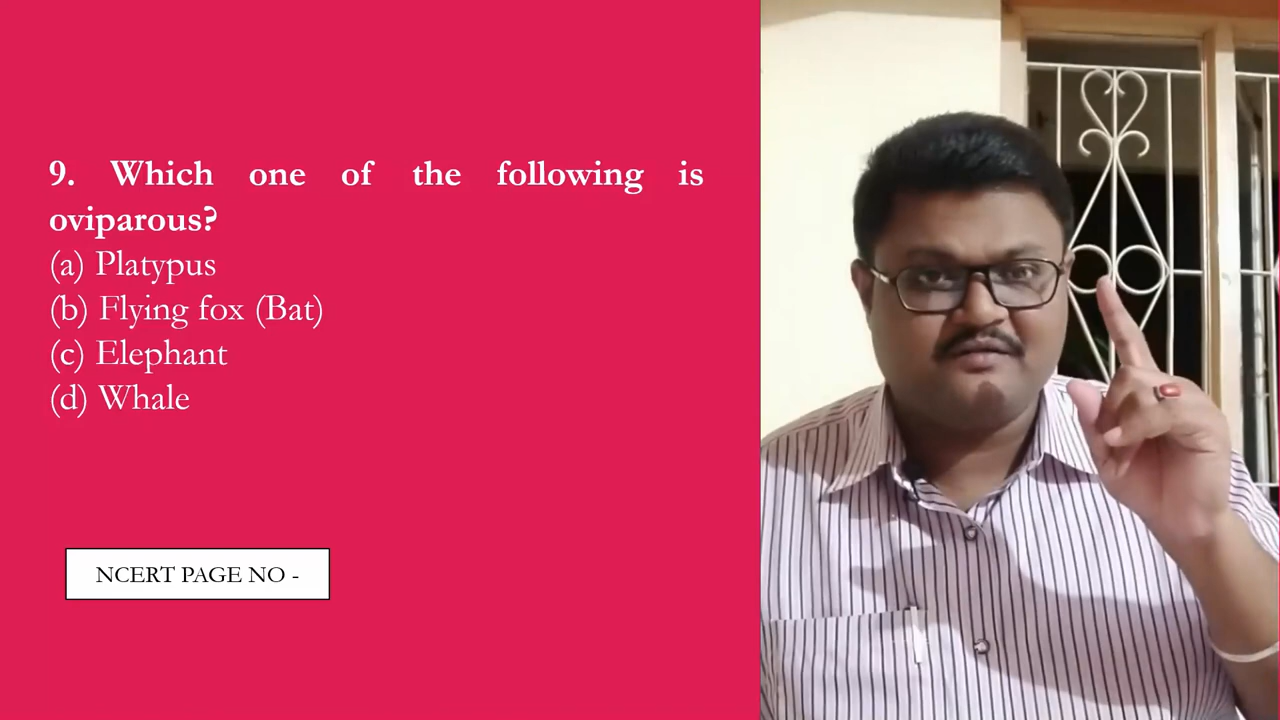 9. Which one of the following is
oviparous?
(a) Platypus
(b) Flying fox (Bat)
(c) Elephant
(d) Whale
NCERT PAGE NO -